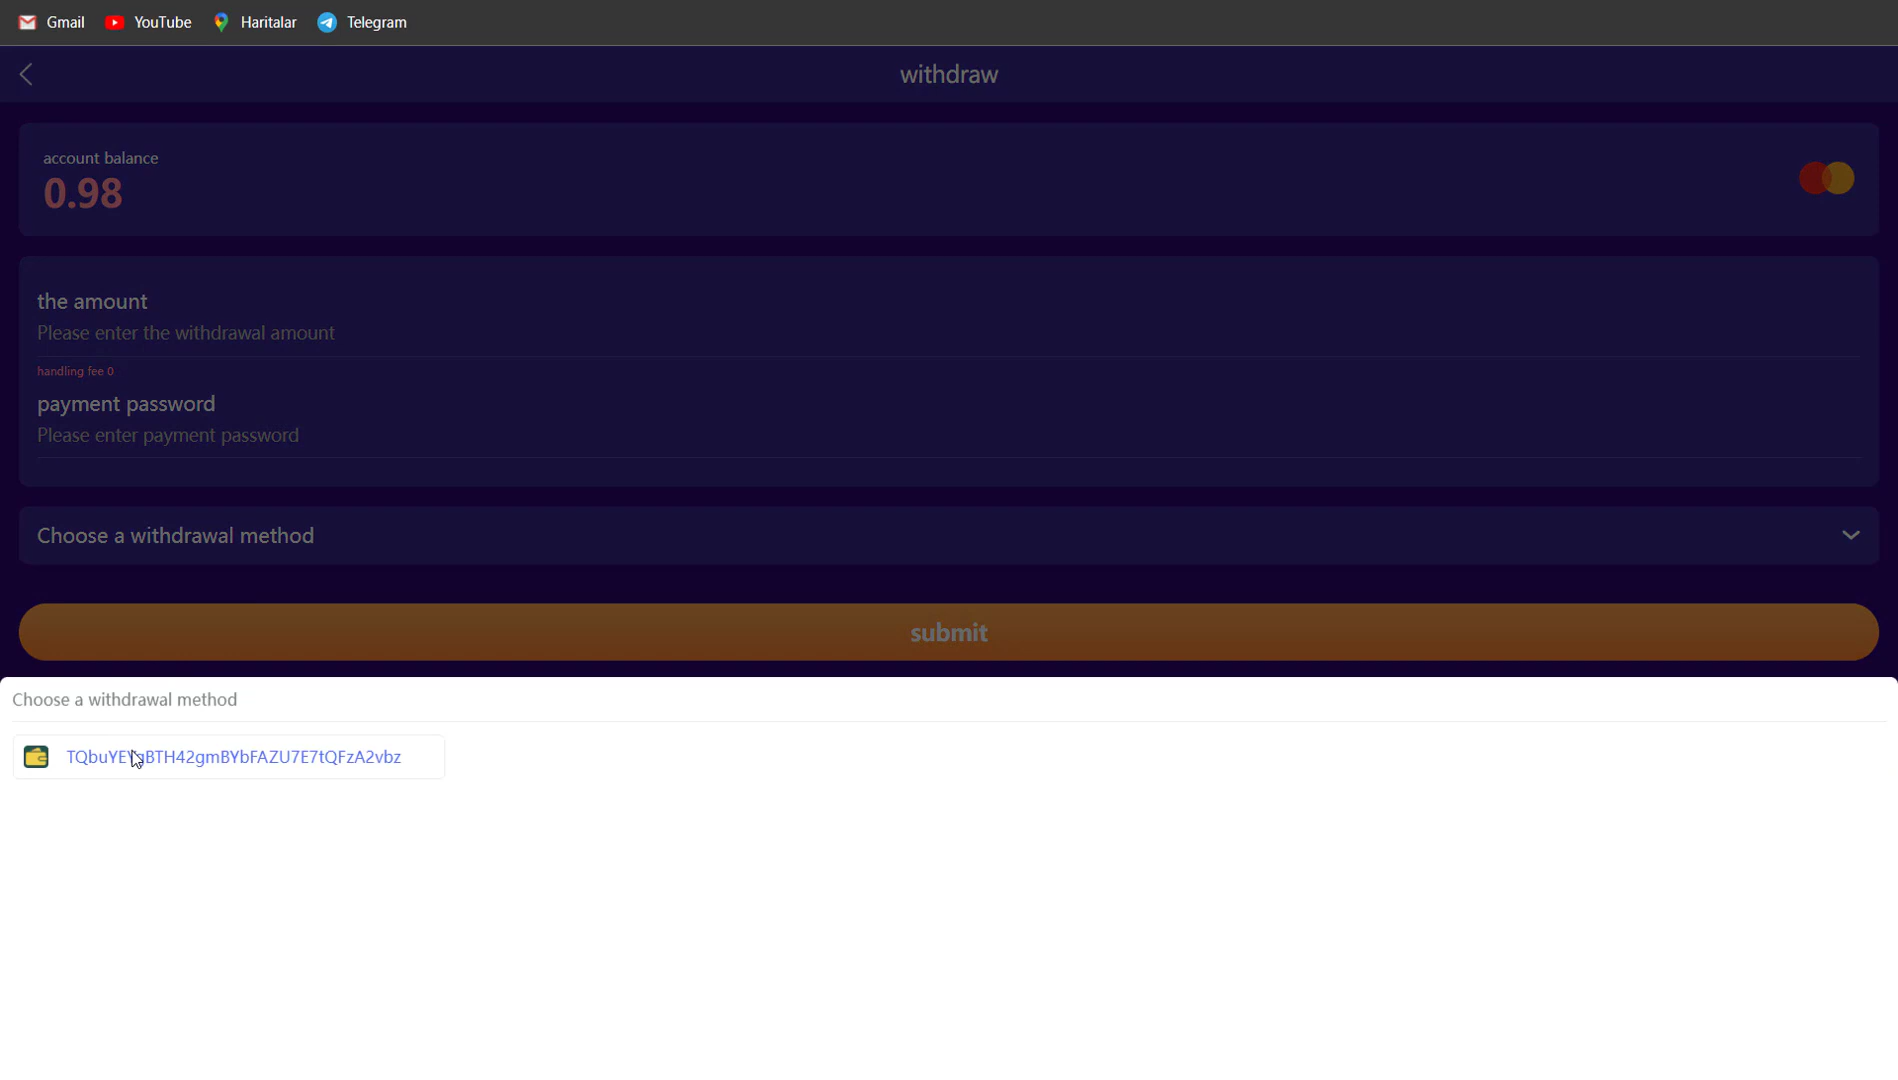 Gmail YouTube Haritalar Telegram
withdraw
account balance
0.98
the amount
Please enter the withdrawal amount
handling fee 0
payment password
Please enter payment password
Choose a withdrawal method
submit
Choose a withdrawal method